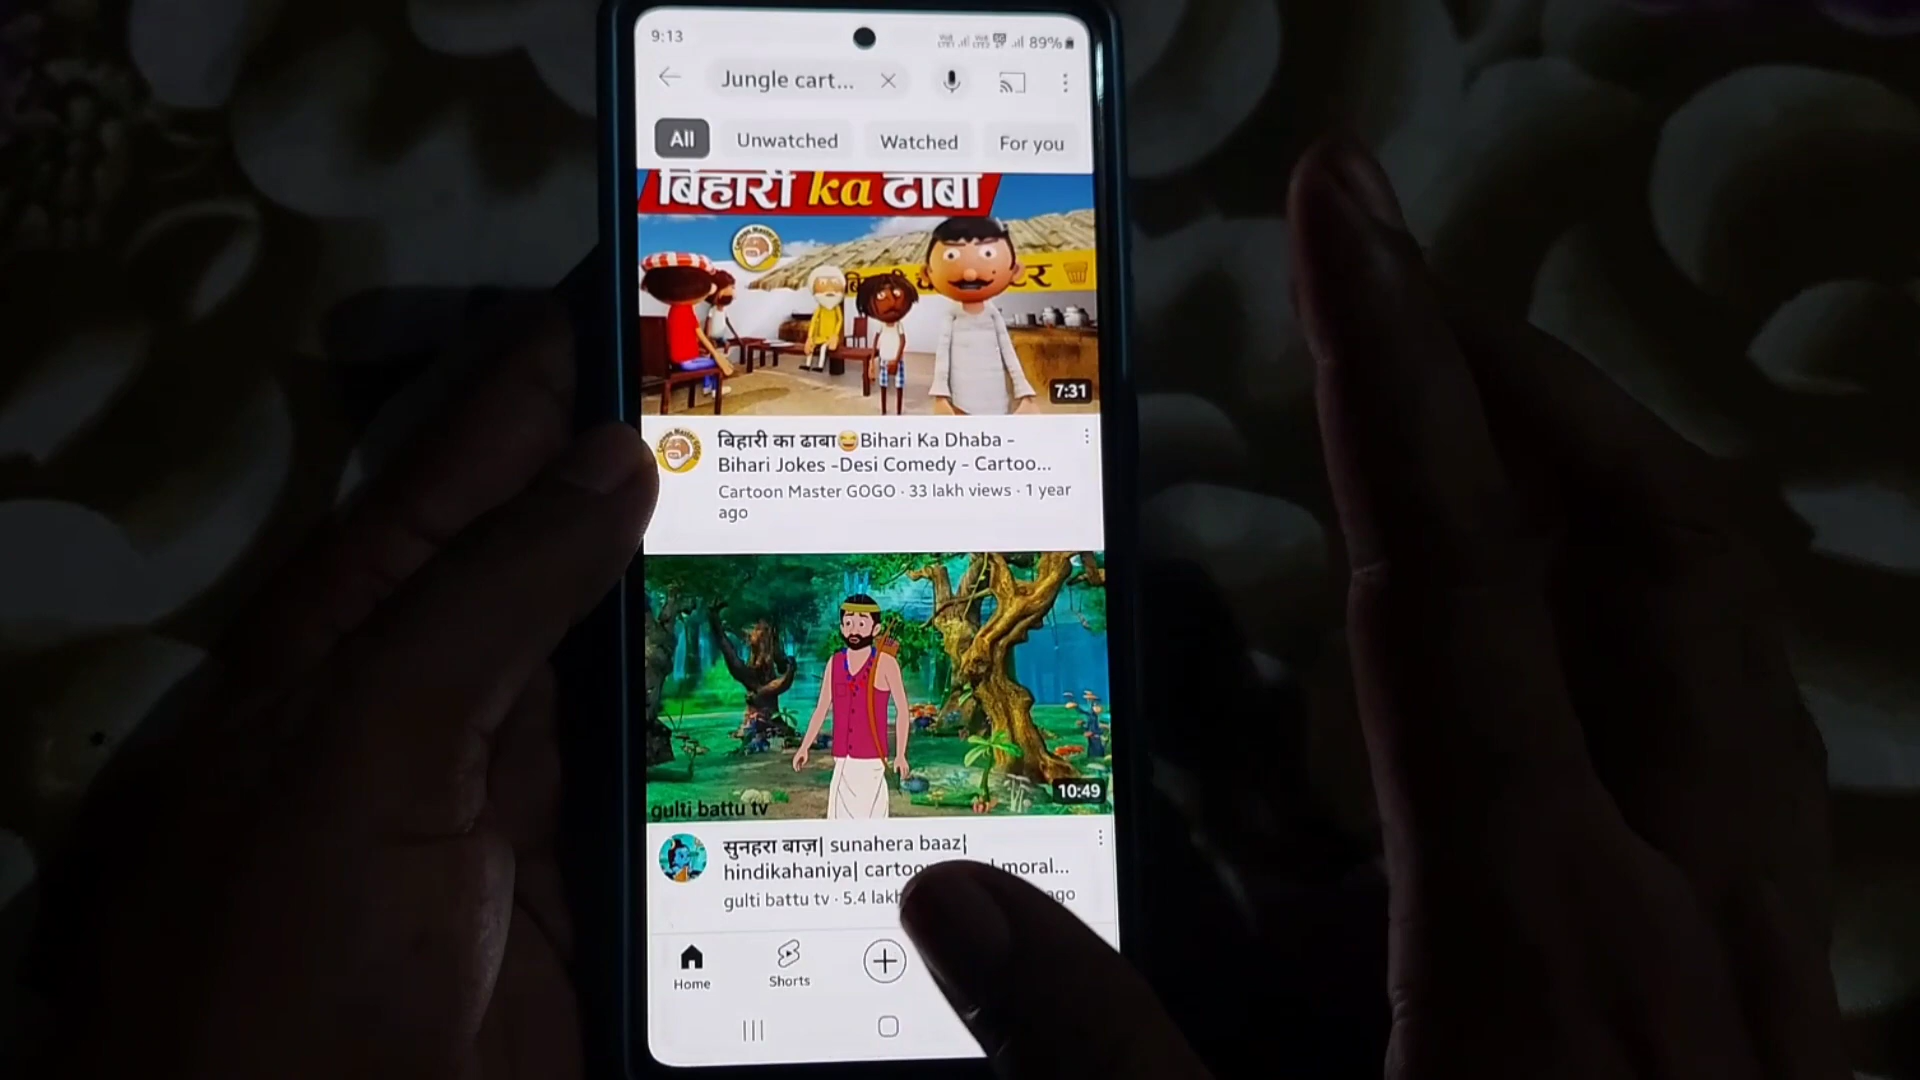 9:13
89%
Jungle cart...
All Unwatched Watched For you
बिहारी ka ढाबा
7:31
बिहारी का ढाबा😂Bihari Ka Dhaba -
Bihari Jokes -Desi Comedy - Cartoo...
Cartoon Master GOGO · 33 lakh views · 1 year
ago
gulti battu tv
10:49
सुनहरा बाज़| sunahera baaz|
hindikahaniya| cartoo moral...
gulti battu tv · 5.4 lakh ago
Home Shorts